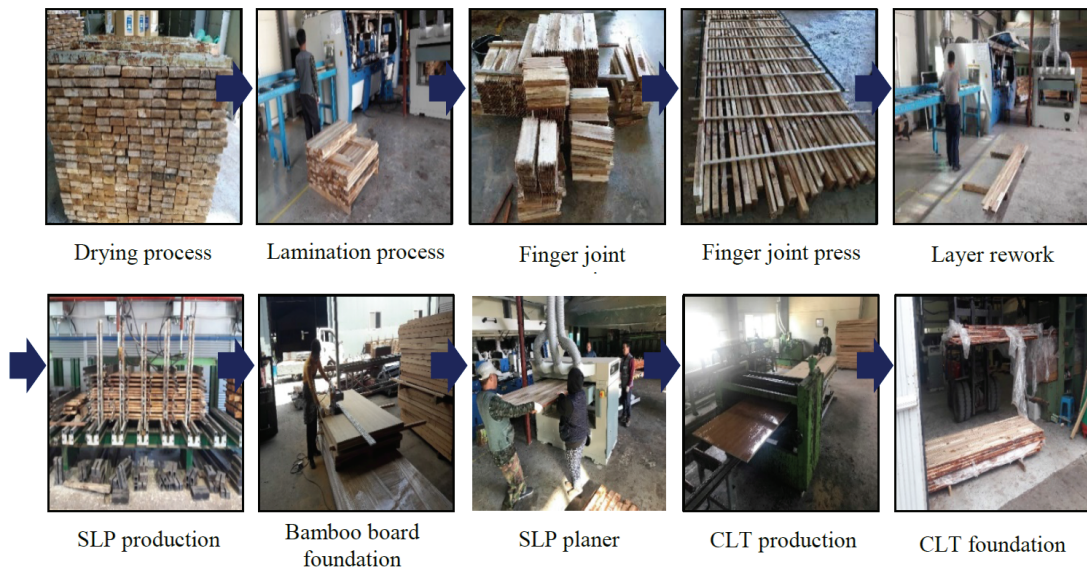 Drying process
Lamination process
Finger joint
Finger joint press
Layer rework
SLP production
Bamboo board
foundation
SLP planer
CLT production
CLT foundation